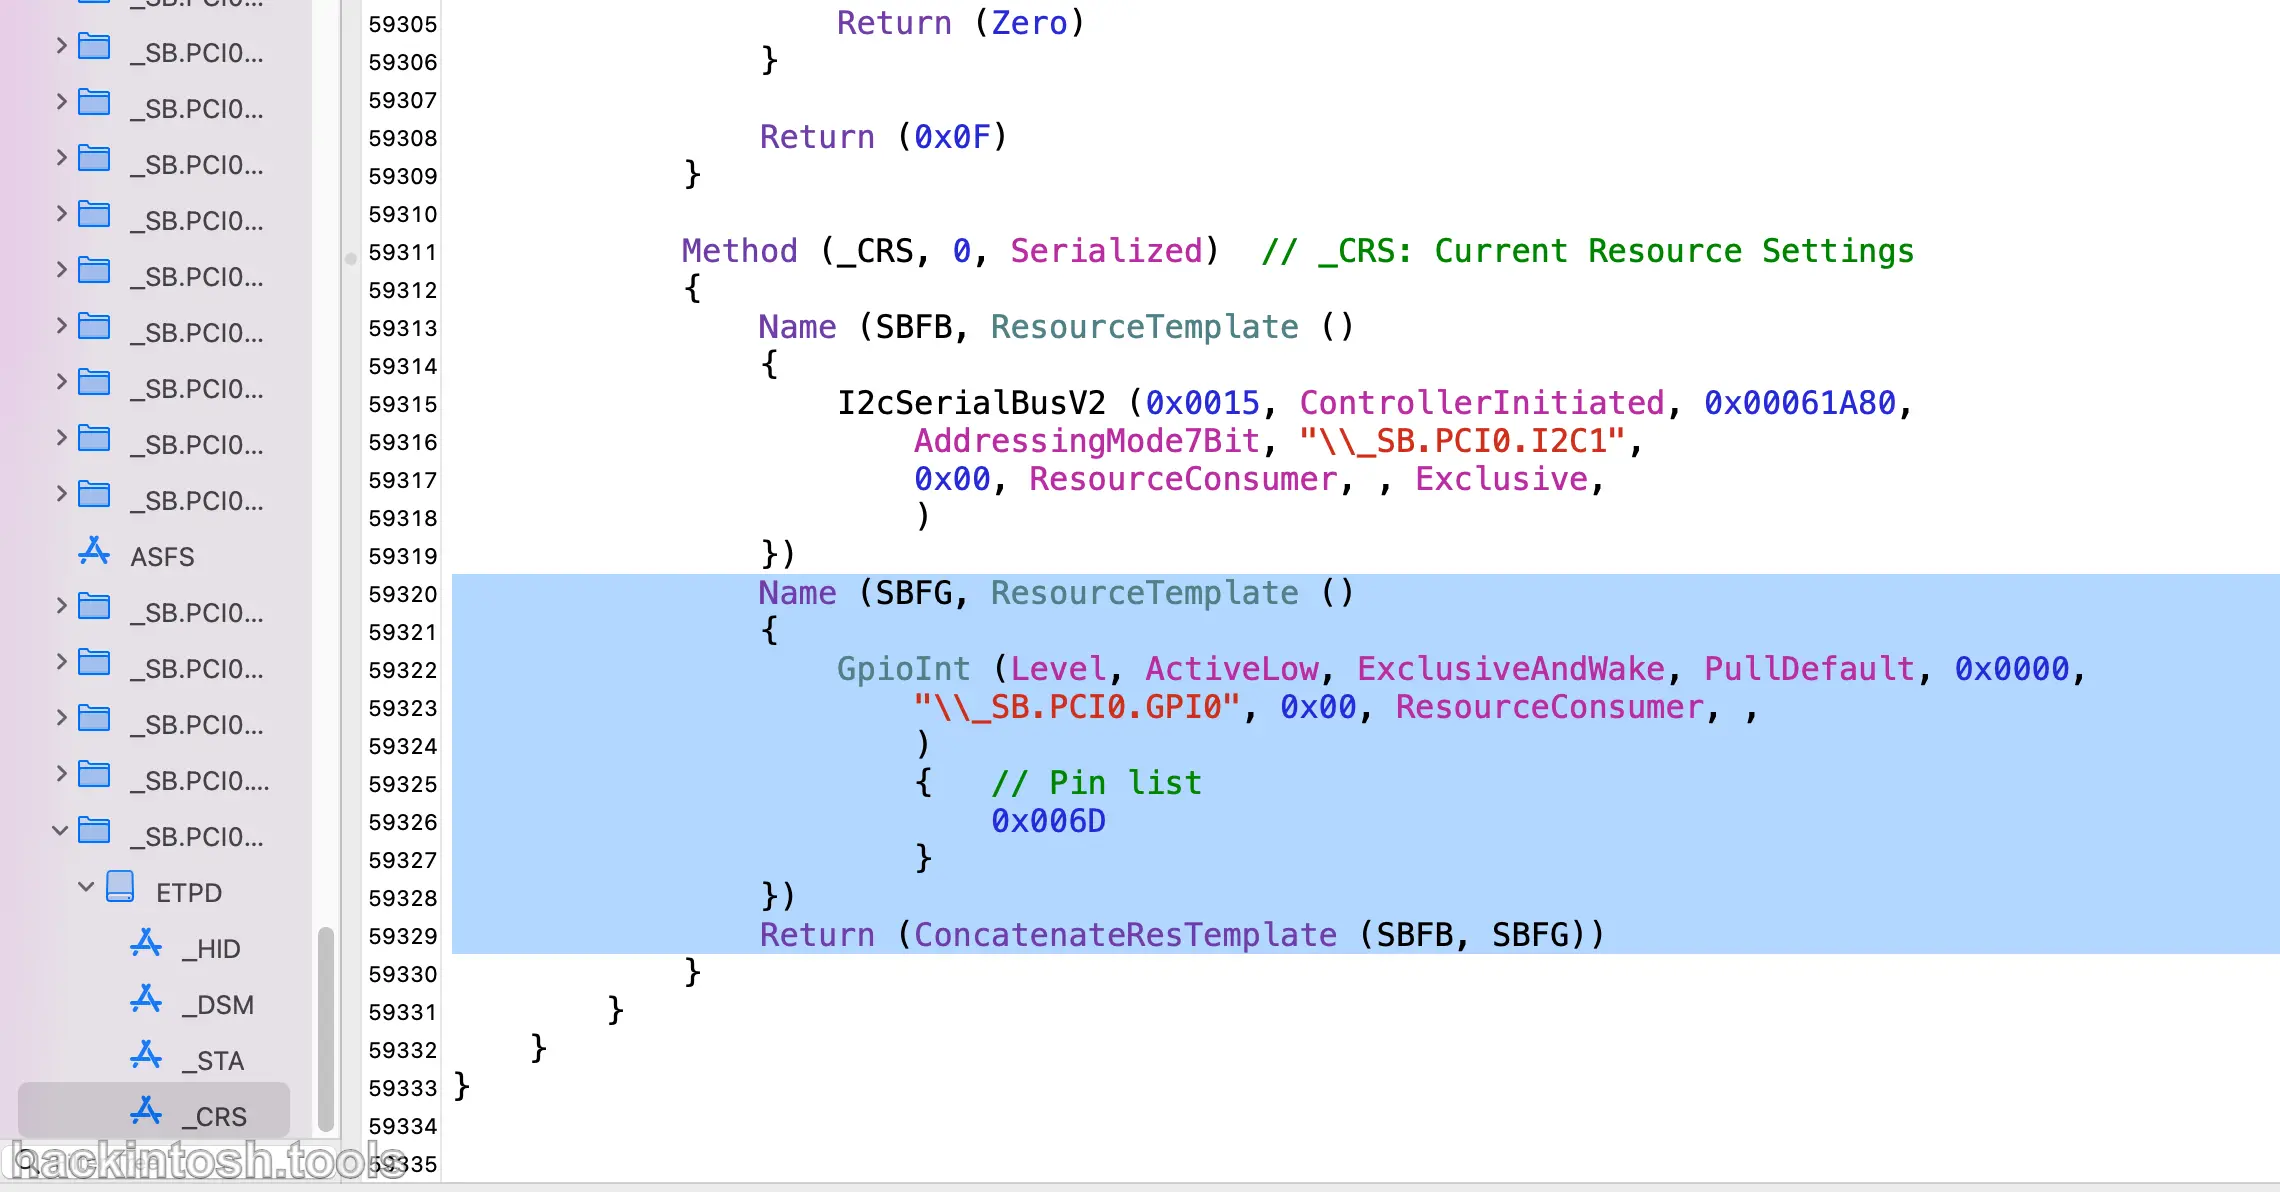 _SB.PCI0...
_SB.PCI0...
_SB.PCI0...
_SB.PCI0...
_SB.PCI0...
_SB.PCI0...
_SB.PCI0...
_SB.PCI0...
_SB.PCI0...
ASFS
_SB.PCI0...
_SB.PCI0...
_SB.PCI0...
_SB.PCI0....
_SB.PCI0...
ETPD
_HID
_DSM
_STA
_CRS
hackintosh.tools
59305 Return (Zero)
59306 }
59307
59308 Return (0x0F)
59309 }
59310
59311 Method (_CRS, 0, Serialized)  // _CRS: Current Resource Settings
59312 {
59313 Name (SBFB, ResourceTemplate ()
59314 {
59315 I2cSerialBusV2 (0x0015, ControllerInitiated, 0x00061A80,
59316 AddressingMode7Bit, "\\_SB.PCI0.I2C1",
59317 0x00, ResourceConsumer, , Exclusive,
59318 )
59319 })
59320 Name (SBFG, ResourceTemplate ()
59321 {
59322 GpioInt (Level, ActiveLow, ExclusiveAndWake, PullDefault, 0x0000,
59323 "\\_SB.PCI0.GPI0", 0x00, ResourceConsumer, ,
59324 )
59325 {   // Pin list
59326 0x006D
59327 }
59328 })
59329 Return (ConcatenateResTemplate (SBFB, SBFG))
59330 }
59331 }
59332 }
59333 }
59334
59335